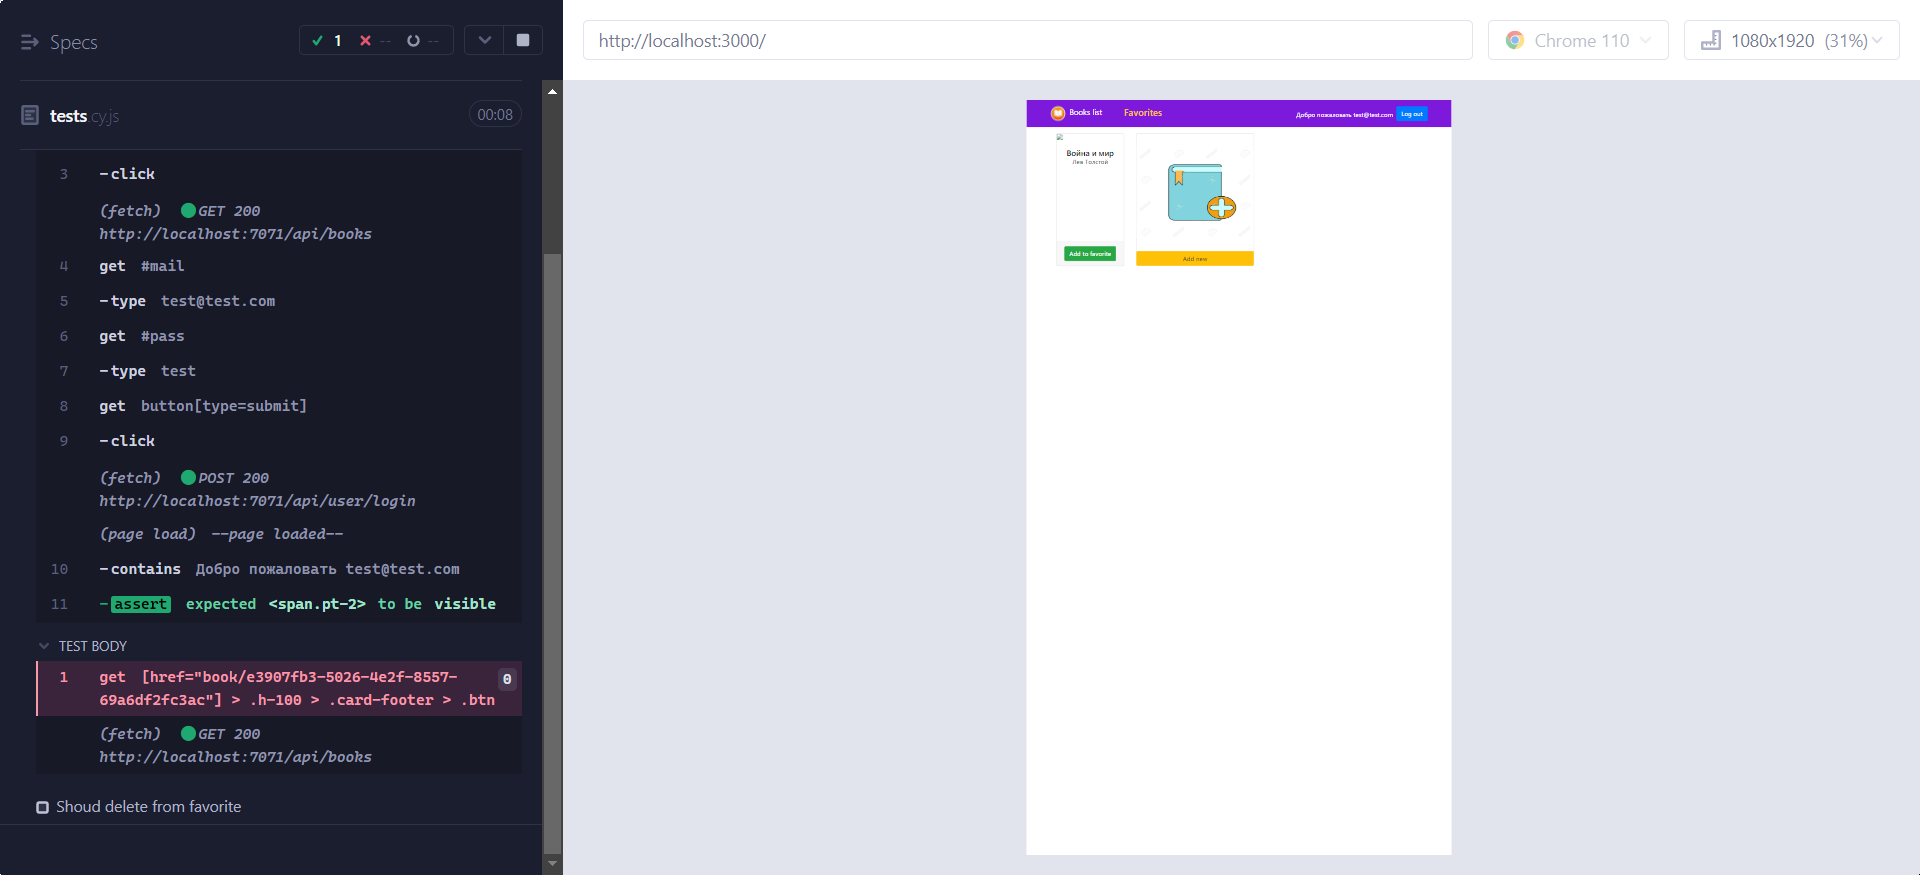 Specs
1
--
--
http://localhost:3000/
Chrome 110
1080x1920 (31%)
tests.cy.js
00:08
3 -click
(fetch) GET 200
http://localhost:7071/api/books
4 get #mail
5 -type test@test.com
6 get #pass
7 -type test
8 get button[type=submit]
9 -click
(fetch) POST 200
http://localhost:7071/api/user/login
(page load) --page loaded--
10 -contains Добро пожаловать test@test.com
11 -assert expected <span.pt-2> to be visible
TEST BODY
1 get [href="book/e3907fb3-5026-4e2f-8557-
69a6df2fc3ac"] > .h-100 > .card-footer > .btn
0
(fetch) GET 200
http://localhost:7071/api/books
Shoud delete from favorite
Books list
Favorites
Добро пожаловать test@test.com
Log out
Война и мир
Лев Толстой
Add to favorite
Add new